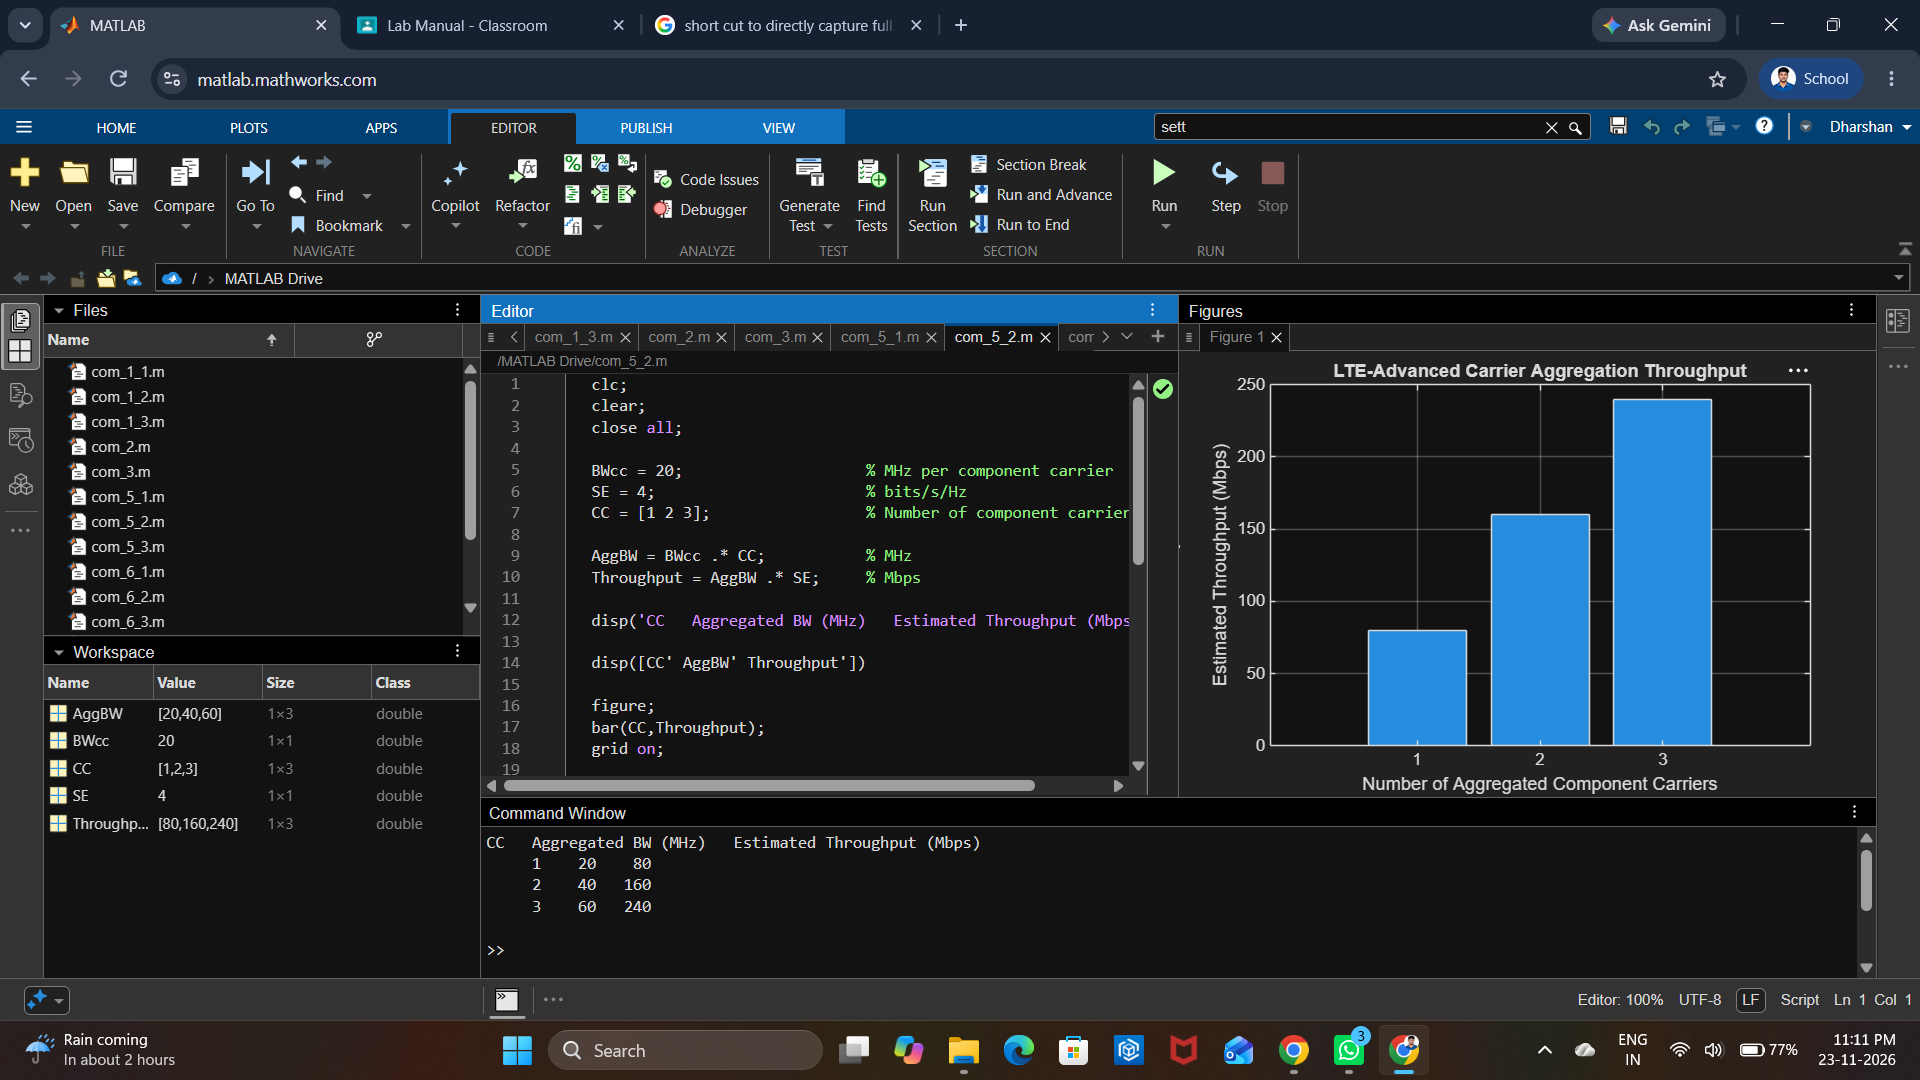 MATLAB
Lab Manual - Classroom
short cut to directly capture full
Ask Gemini
matlab.mathworks.com
School
HOME
PLOTS
APPS
EDITOR
PUBLISH
VIEW
sett
Dharshan
New
Open
Save
Compare
FILE
Go To
Find
Bookmark
NAVIGATE
Copilot
Refactor
CODE
Code Issues
Debugger
ANALYZE
Generate
Test
Find
Tests
TEST
Run
Section
Section Break
Run and Advance
Run to End
SECTION
Run
Step
Stop
RUN
/ › MATLAB Drive
Files
Name
com_1_1.m
com_1_2.m
com_1_3.m
com_2.m
com_3.m
com_5_1.m
com_5_2.m
com_5_3.m
com_6_1.m
com_6_2.m
com_6_3.m
Workspace
Name Value Size Class
AggBW [20,40,60] 1×3 double
BWcc 20 1×1 double
CC [1,2,3] 1×3 double
SE 4 1×1 double
Throughp... [80,160,240] 1×3 double
Editor
com_1_3.m com_2.m com_3.m com_5_1.m com_5_2.m com
/MATLAB Drive/com_5_2.m
1 clc;
2 clear;
3 close all;
4
5 BWcc = 20; % MHz per component carrier
6 SE = 4; % bits/s/Hz
7 CC = [1 2 3]; % Number of component carrier
8
9 AggBW = BWcc .* CC; % MHz
10 Throughput = AggBW .* SE; % Mbps
11
12 disp('CC Aggregated BW (MHz) Estimated Throughput (Mbps
13
14 disp([CC' AggBW' Throughput'])
15
16 figure;
17 bar(CC,Throughput);
18 grid on;
19
Figures
Figure 1
LTE-Advanced Carrier Aggregation Throughput
Estimated Throughput (Mbps)
250
200
150
100
50
0
1 2 3
Number of Aggregated Component Carriers
Command Window
CC Aggregated BW (MHz) Estimated Throughput (Mbps)
1 20 80
2 40 160
3 60 240
>>
Editor: 100% UTF-8 LF Script Ln 1 Col 1
Rain coming
In about 2 hours
Search
3
ENG
IN
77%
11:11 PM
23-11-2026